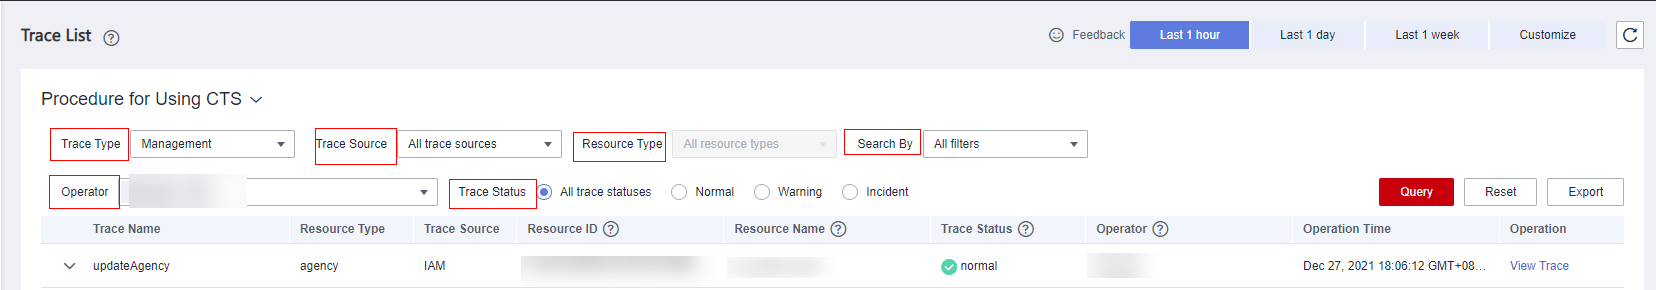 Trace List
Feedback Last 1 hour Last 1 day Last 1 week Customize
Procedure for Using CTS
Trace Type Management Trace Source All trace sources Resource Type All resource types Search By All filters
Operator Trace Status All trace statuses Normal Warning Incident Query Reset Export
Trace Name Resource Type Trace Source Resource ID Resource Name Trace Status Operator Operation Time Operation
updateAgency agency IAM normal Dec 27, 2021 18:06:12 GMT+08... View Trace